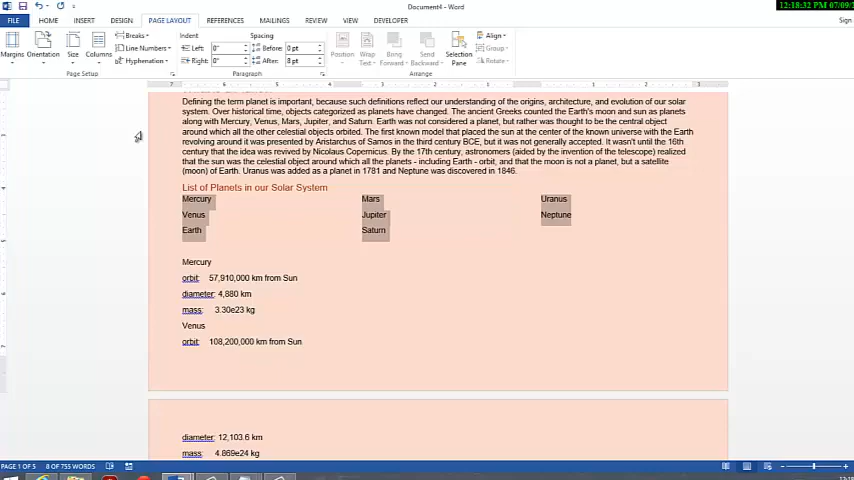 12:18:32 PM 07/09/
Document4 - Word
FILE HOME INSERT DESIGN PAGE LAYOUT REFERENCES MAILINGS REVIEW VIEW DEVELOPER Sign
Breaks Indent Spacing Align
Line Numbers Left: 0" Before: 0 pt Group
Margins Orientation Size Columns Hyphenation Right: 0" After: 8 pt Position Wrap Text Bring Forward Send Backward Selection Pane Rotate
Page Setup Paragraph Arrange
Defining the term planet is important, because such definitions reflect our understanding of the origins, architecture, and evolution of our solar
system. Over historical time, objects categorized as planets have changed. The ancient Greeks counted the Earth's moon and sun as planets
along with Mercury, Venus, Mars, Jupiter, and Saturn. Earth was not considered a planet, but rather was thought to be the central object
around which all the other celestial objects orbited. The first known model that placed the sun at the center of the known universe with the Earth
revolving around it was presented by Aristarchus of Samos in the third century BCE, but it was not generally accepted. It wasn't until the 16th
century that the idea was revived by Nicolaus Copernicus. By the 17th century, astronomers (aided by the invention of the telescope) realized
that the sun was the celestial object around which all the planets - including Earth - orbit, and that the moon is not a planet, but a satellite
(moon) of Earth. Uranus was added as a planet in 1781 and Neptune was discovered in 1846.
List of Planets in our Solar System
Mercury Mars Uranus
Venus Jupiter Neptune
Earth Saturn
Mercury
orbit: 57,910,000 km from Sun
diameter: 4,880 km
mass: 3.30e23 kg
Venus
orbit: 108,200,000 km from Sun
diameter: 12,103.6 km
mass: 4.869e24 kg
PAGE 1 OF 5 8 OF 755 WORDS